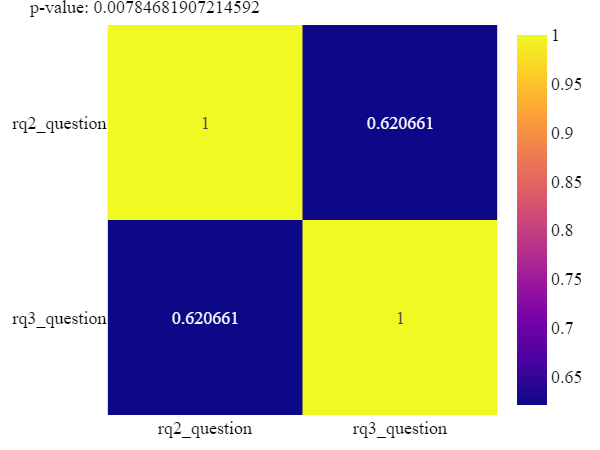 p-value: 0.00784681907214592
rq2_question
1
0.620661
rq3_question
0.620661
1
rq2_question
rq3_question
1
0.95
0.9
0.85
0.8
0.75
0.7
0.65